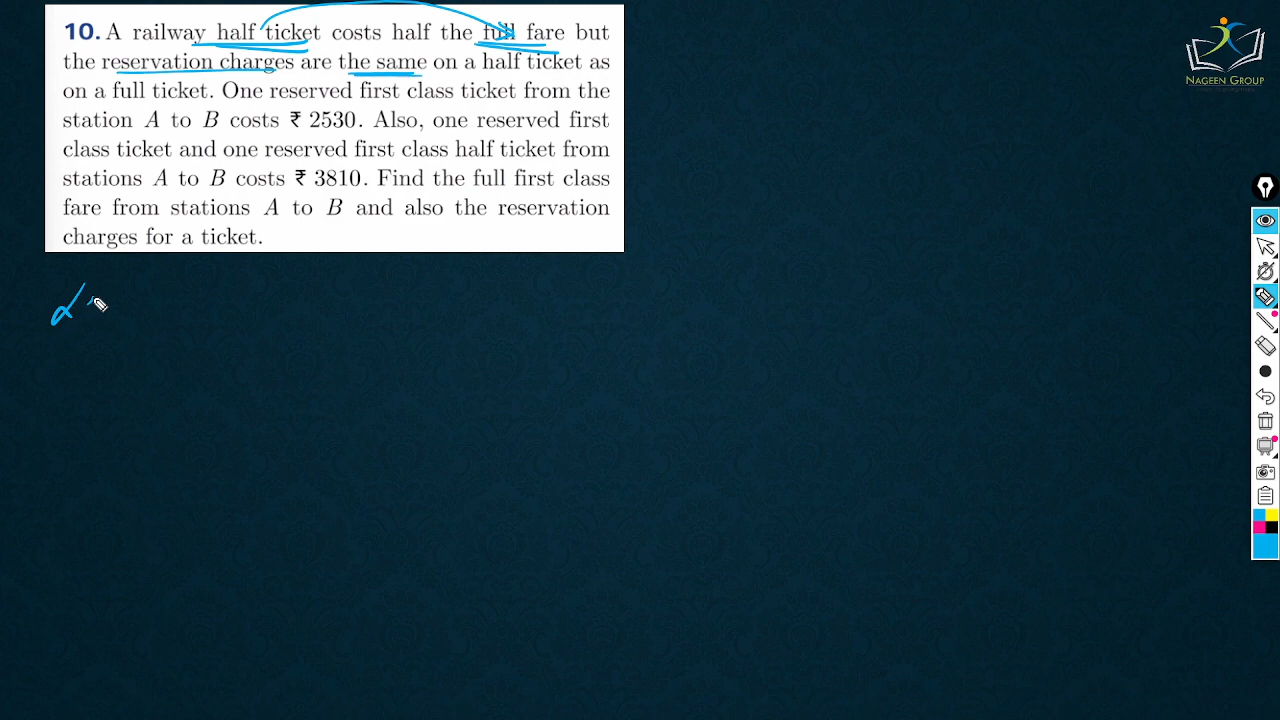 10. A railway half ticket costs half the full fare but
the reservation charges are the same on a half ticket as
on a full ticket. One reserved first class ticket from the
station A to B costs ₹ 2530. Also, one reserved first
class ticket and one reserved first class half ticket from
stations A to B costs ₹ 3810. Find the full first class
fare from stations A to B and also the reservation
charges for a ticket.
NAGEEN GROUP